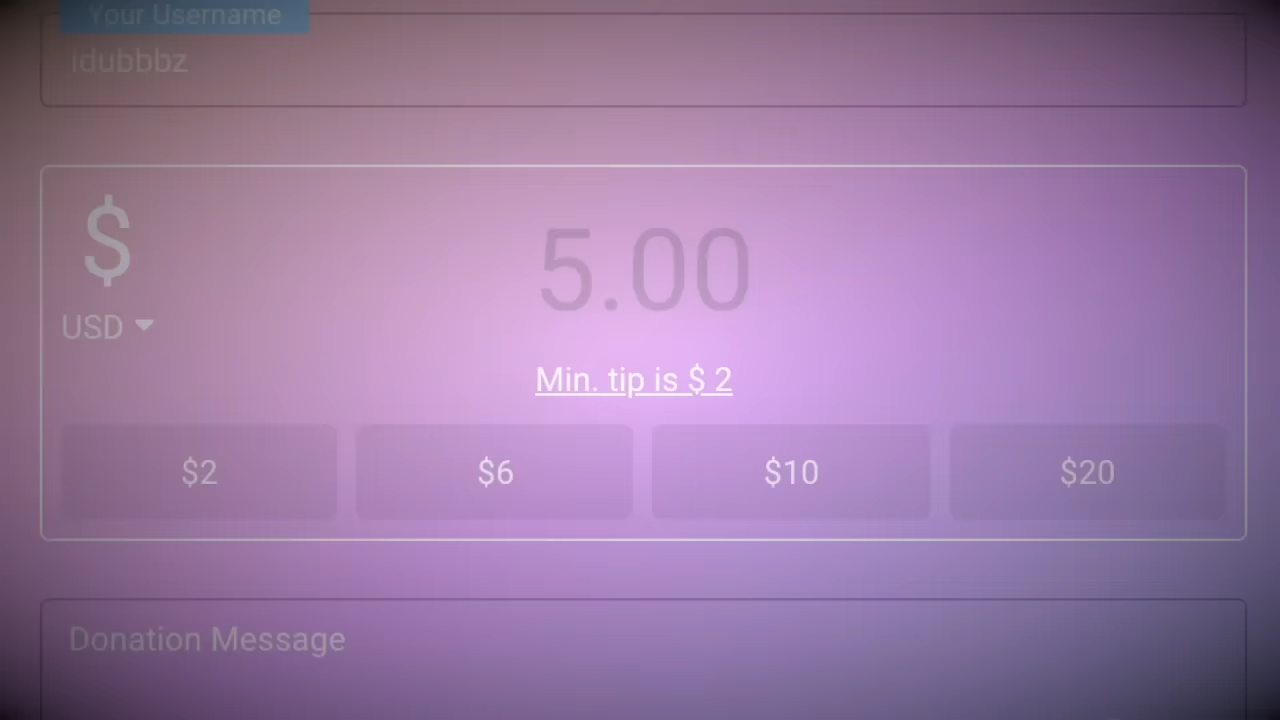 Your Username
idubbbz
$
5.00
USD
Min. tip is $ 2
$2
$6
$10
$20
Donation Message